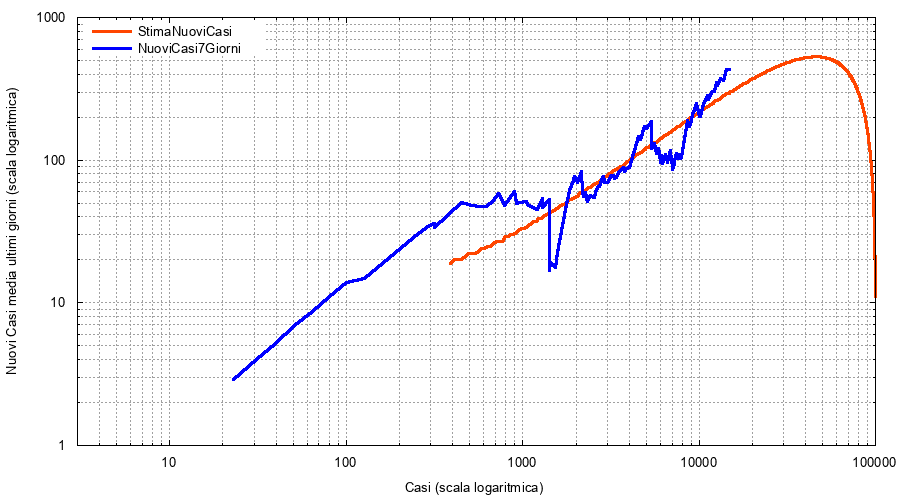 1000
StimaNuoviCasi
NuoviCasi7Giorni
100
10
1
Nuovi Casi media ultimi giorni (scala logaritmica)
10 100 1000 10000 100000
Casi (scala logaritmica)